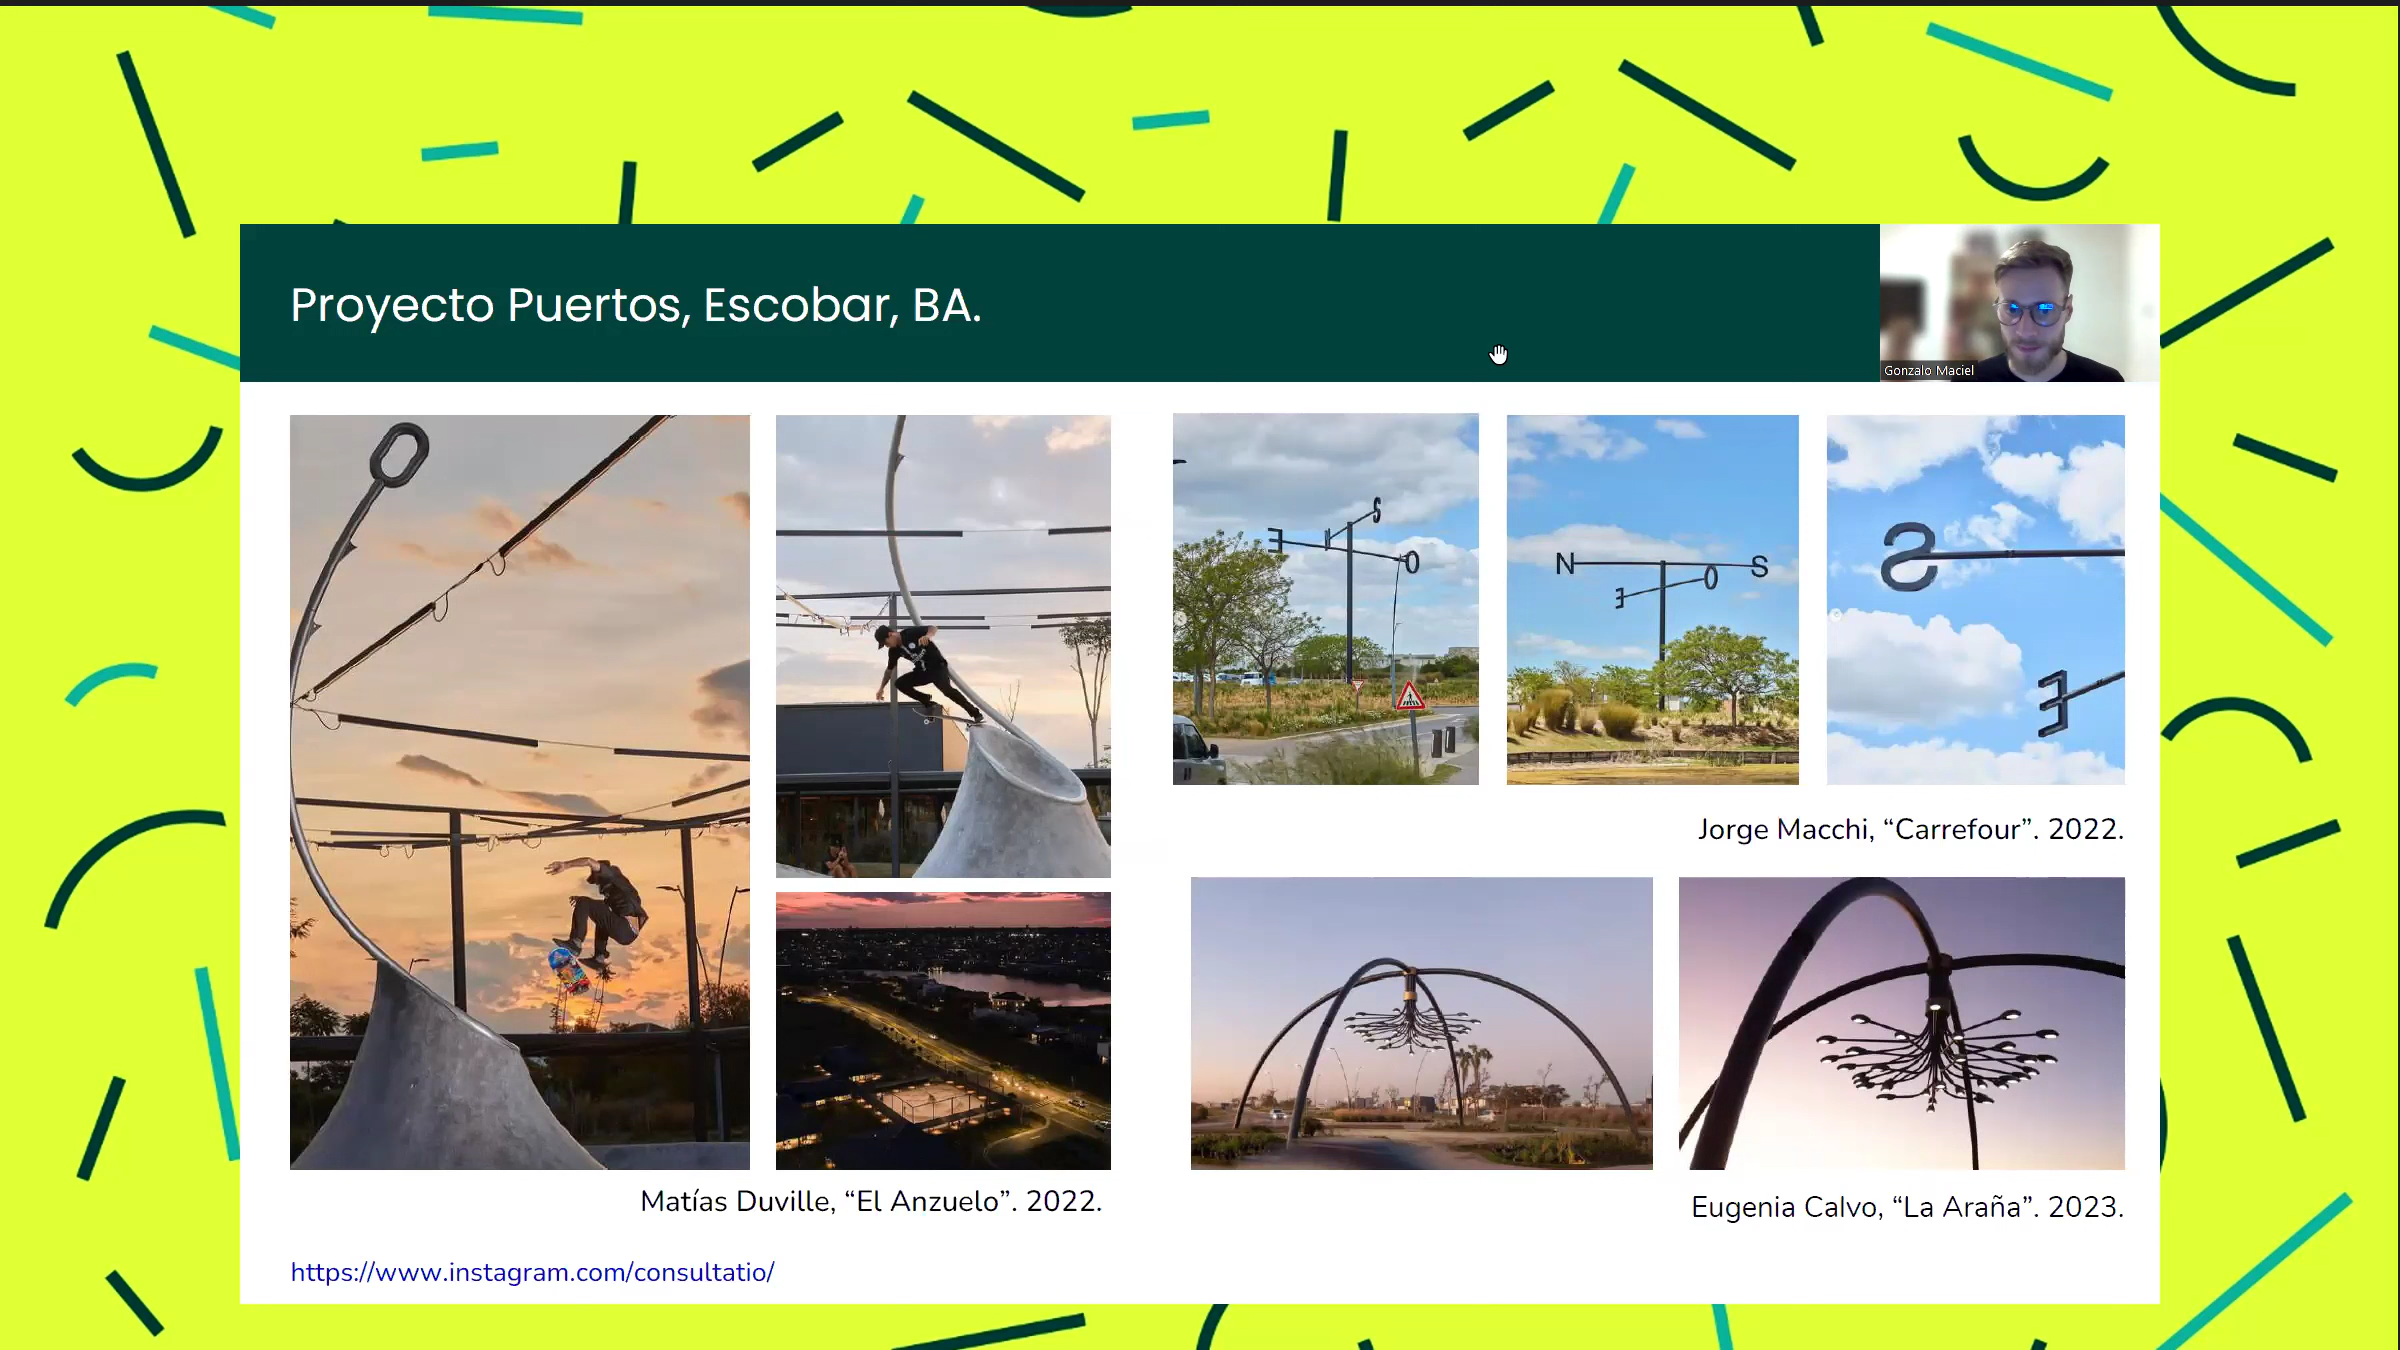 Proyecto Puertos, Escobar, BA.
Gonzalo Maciel
S
E
N
O
N
S
E
O
S
E
Jorge Macchi, “Carrefour”. 2022.
Matías Duville, “El Anzuelo”. 2022.
Eugenia Calvo, “La Araña”. 2023.
https://www.instagram.com/consultatio/